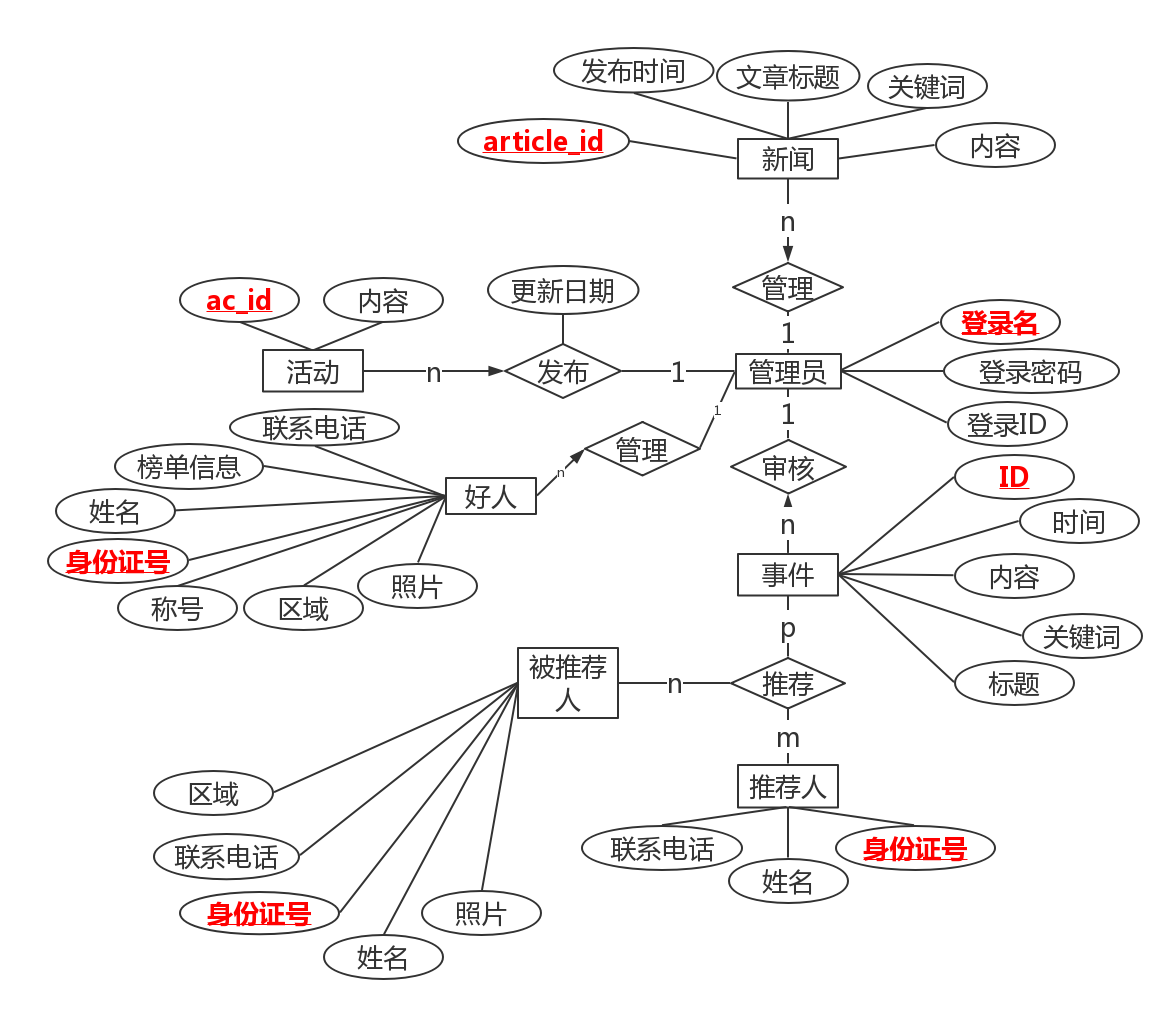 发布时间
文章标题
关键词
article_id
内容
新闻
n
管理
1
ac_id
内容
更新日期
活动
n
发布
1
管理员
登录名
登录密码
登录ID
1
联系电话
榜单信息
姓名
身份证号
称号
区域
照片
好人
n
管理
1
审核
n
事件
ID
时间
内容
关键词
标题
p
被推荐
人
n
推荐
m
推荐人
区域
联系电话
身份证号
姓名
照片
联系电话
姓名
身份证号